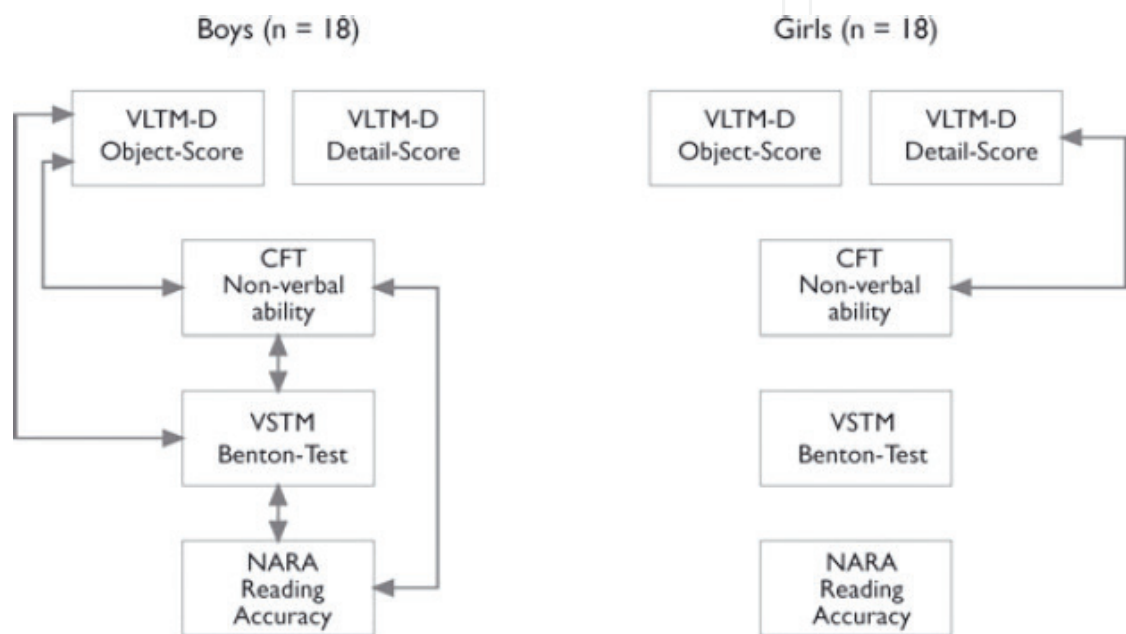 Boys (n = 18)
VLTM-D
Object-Score
VLTM-D
Detail-Score
CFT
Non-verbal
ability
VSTM
Benton-Test
NARA
Reading
Accuracy
Girls (n = 18)
VLTM-D
Object-Score
VLTM-D
Detail-Score
CFT
Non-verbal
ability
VSTM
Benton-Test
NARA
Reading
Accuracy